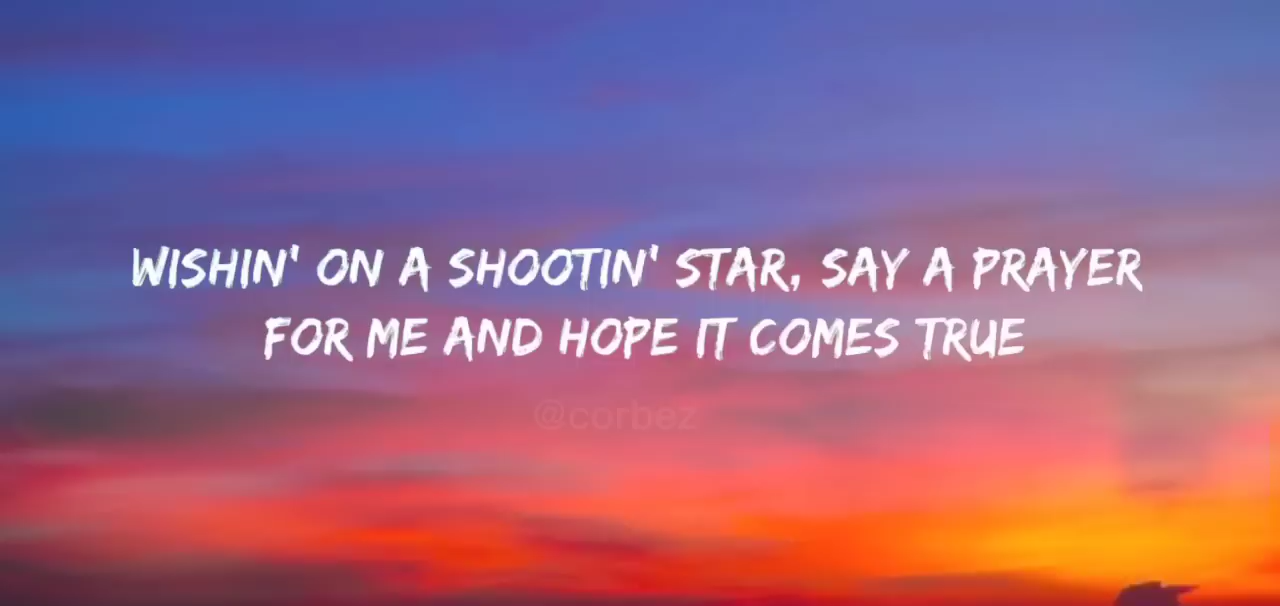 WISHIN' ON A SHOOTIN' STAR, SAY A PRAYER
FOR ME AND HOPE IT COMES TRUE
@corbez